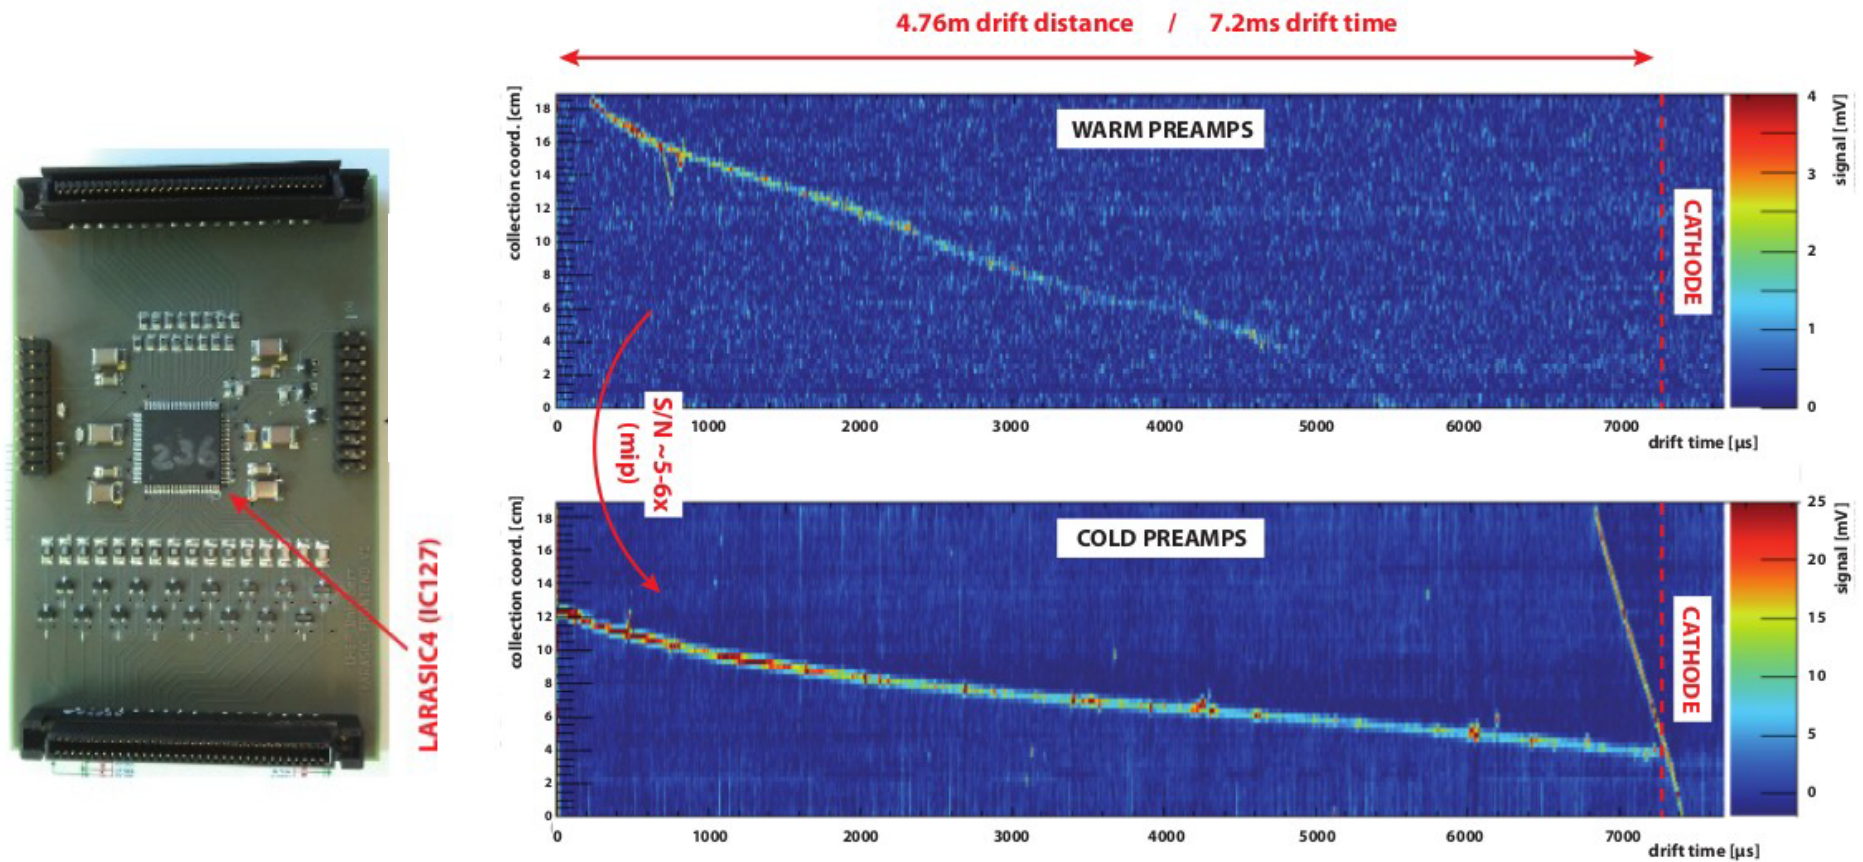 4.76m drift distance / 7.2ms drift time
236
LARASIC4 (IC127)
collection coord. [cm]
18
16
14
12
10
8
6
4
2
0
WARM PREAMPS
CATHODE
4
3
2
1
0
signal [mV]
0 1000 2000 3000 4000 5000 6000 7000
drift time [µs]
S/N ~5-6x
(mip)
collection coord. [cm]
18
16
14
12
10
8
6
4
2
0
COLD PREAMPS
CATHODE
25
20
15
10
5
0
signal [mV]
0 1000 2000 3000 4000 5000 6000 7000
drift time [µs]